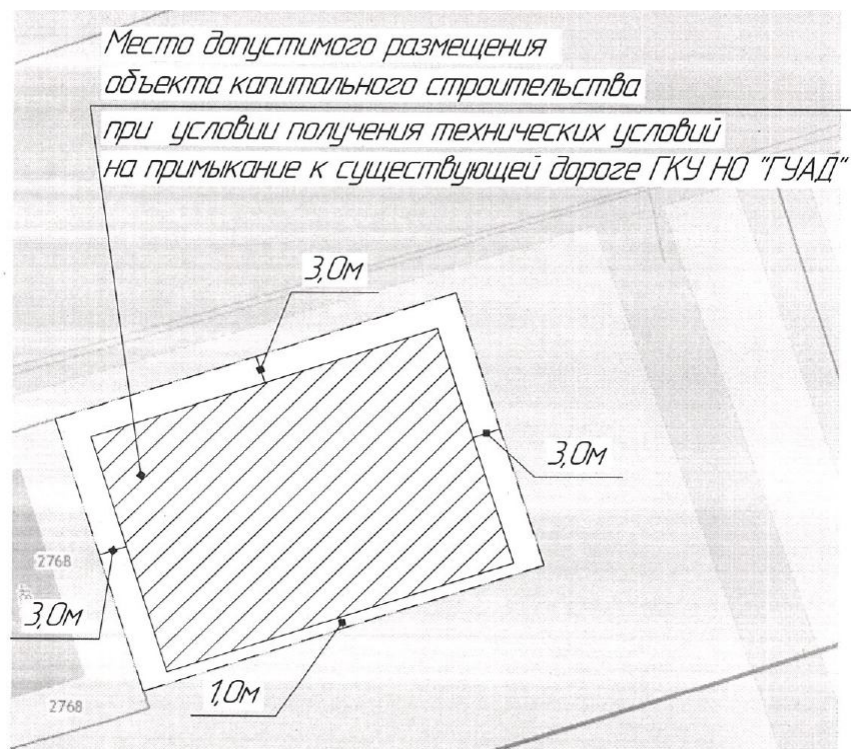 Место допустимого размещения
объекта капитального строительства
при условии получения технических условий
на примыкание к существующей дороге ГКУ НО "ГУАД"
3,0м
3,0м
2768
3,0м
1,0м
2768